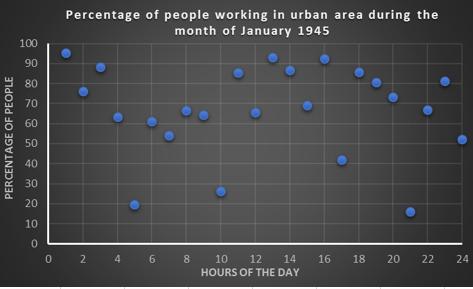 Percentage of people working in urban area during the
month of January 1945
100
90
80
70
60
50
40
30
20
10
0
PERCENTAGE OF PEOPLE
0 2 4 6 8 10 12 14 16 18 20 22 24
HOURS OF THE DAY